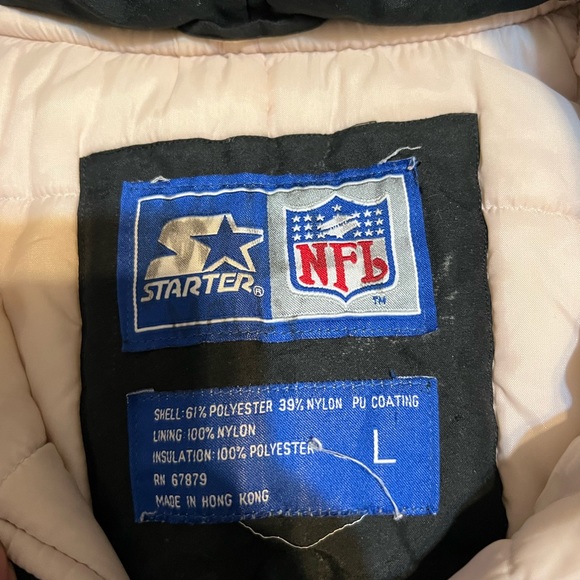 STARTER®
NFL
™
SHELL: 61% POLYESTER 39% NYLON PU COATING
LINING 100% NYLON
INSULATION: 100% POLYESTER
L
RN 67879
MADE IN HONG KONG